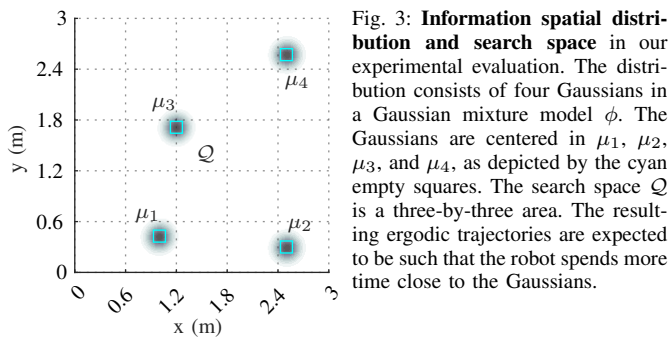 3
2.4
1.8
1.2
0.6
0
y (m)
μ4
μ3
Q
μ1
μ2
0
0.6
1.2
1.8
2.4
3
x (m)
Fig. 3: Information spatial distri-
bution and search space in our
experimental evaluation. The distri-
bution consists of four Gaussians in
a Gaussian mixture model ϕ. The
Gaussians are centered in μ1, μ2,
μ3, and μ4, as depicted by the cyan
empty squares. The search space Q
is a three-by-three area. The result-
ing ergodic trajectories are expected
to be such that the robot spends more
time close to the Gaussians.